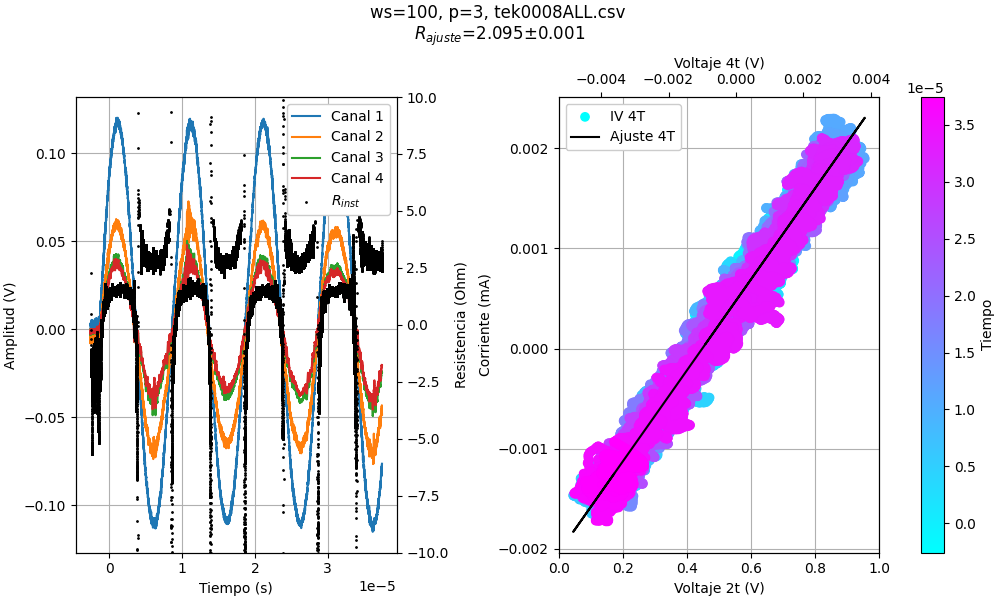 ws=100, p=3, tek0008ALL.csv
R_ajuste=2.095±0.001
Canal 1
Canal 2
Canal 3
Canal 4
R_inst
0.10
0.05
0.00
−0.05
−0.10
Amplitud (V)
0
1
2
3
1e−5
Tiempo (s)
10.0
7.5
5.0
2.5
0.0
−2.5
−5.0
−7.5
−10.0
Resistencia (Ohm)
Voltaje 4t (V)
−0.004
−0.002
0.000
0.002
0.004
IV 4T
Ajuste 4T
0.002
0.001
0.000
−0.001
−0.002
Corriente (mA)
0.0
0.2
0.4
0.6
0.8
1.0
Voltaje 2t (V)
1e−5
3.5
3.0
2.5
2.0
1.5
1.0
0.5
0.0
Tiempo